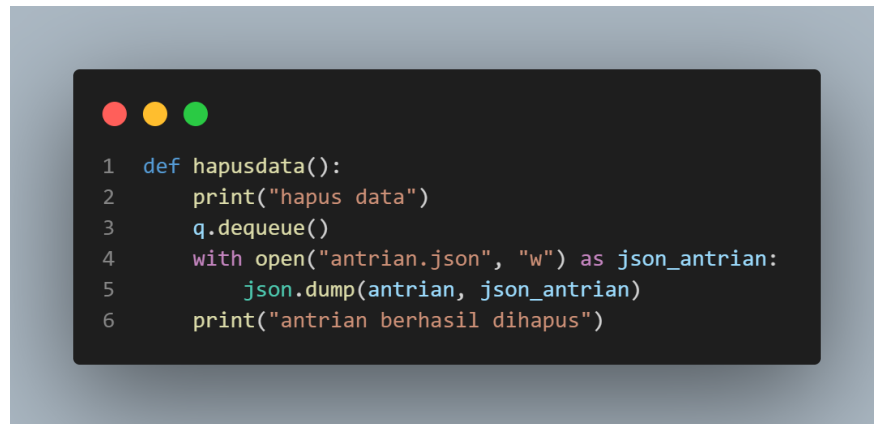 1 def hapusdata():
2     print("hapus data")
3     q.dequeue()
4     with open("antrian.json", "w") as json_antrian:
5         json.dump(antrian, json_antrian)
6     print("antrian berhasil dihapus")